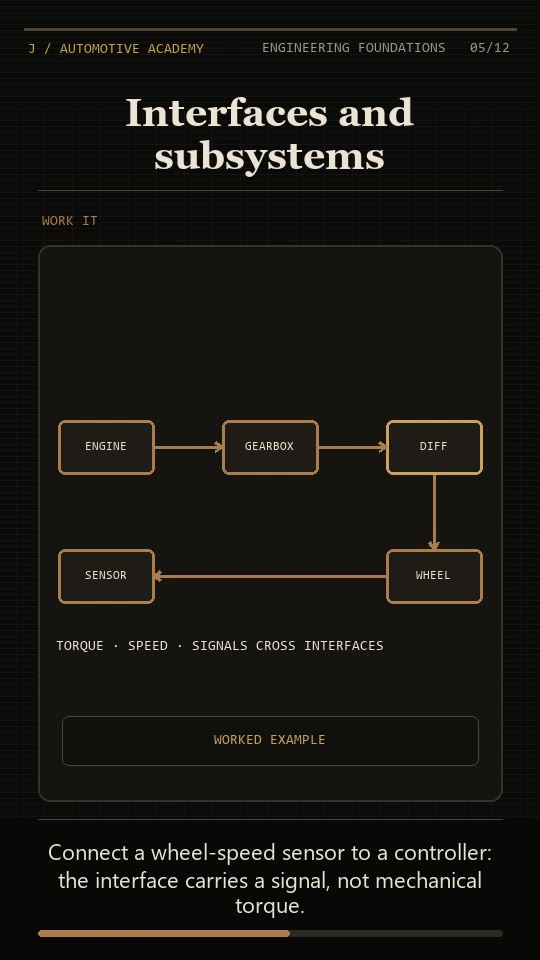 J / AUTOMOTIVE ACADEMY
ENGINEERING FOUNDATIONS 05/12
Interfaces and
subsystems
WORK IT
ENGINE
GEARBOX
DIFF
SENSOR
WHEEL
TORQUE · SPEED · SIGNALS CROSS INTERFACES
WORKED EXAMPLE
Connect a wheel-speed sensor to a controller:
the interface carries a signal, not mechanical
torque.